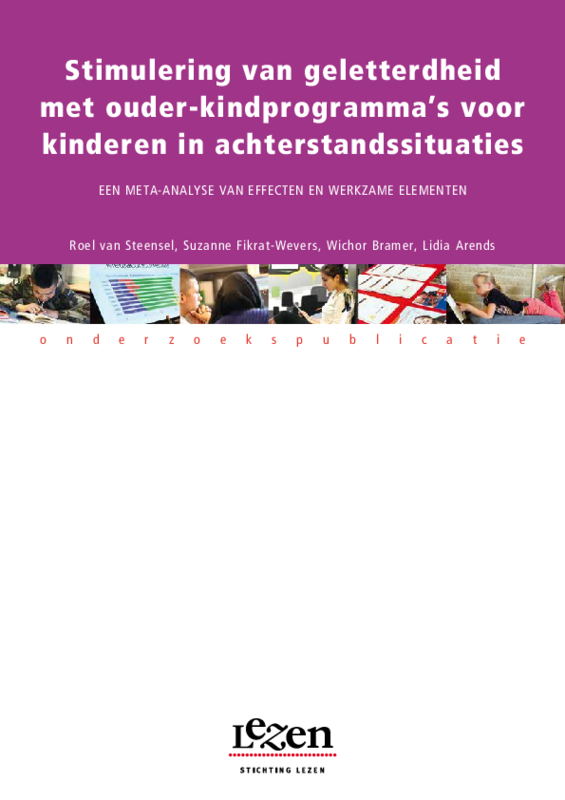 Stimulering van geletterdheid
met ouder-kindprogramma's voor
kinderen in achterstandssituaties
EEN META-ANALYSE VAN EFFECTEN EN WERKZAME ELEMENTEN
Roel van Steensel, Suzanne Fikrat-Wevers, Wichor Bramer, Lidia Arends
onderzoekspublicatie
Lezen
STICHTING LEZEN